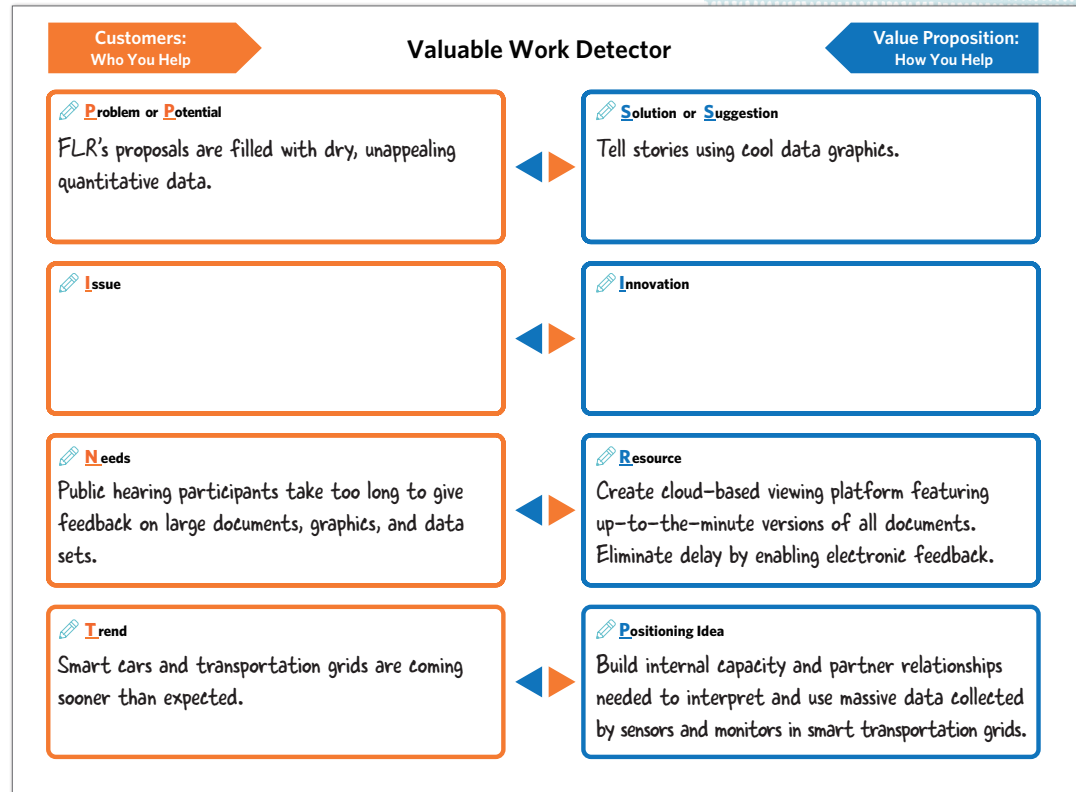 Customers:
Who You Help
Valuable Work Detector
Value Proposition:
How You Help
Problem or Potential
FLR's proposals are filled with dry, unappealing
quantitative data.
Solution or Suggestion
Tell stories using cool data graphics.
Issue
Innovation
Needs
Public hearing participants take too long to give
feedback on large documents, graphics, and data
sets.
Resource
Create cloud-based viewing platform featuring
up-to-the-minute versions of all documents.
Eliminate delay by enabling electronic feedback.
Trend
Smart cars and transportation grids are coming
sooner than expected.
Positioning Idea
Build internal capacity and partner relationships
needed to interpret and use massive data collected
by sensors and monitors in smart transportation grids.